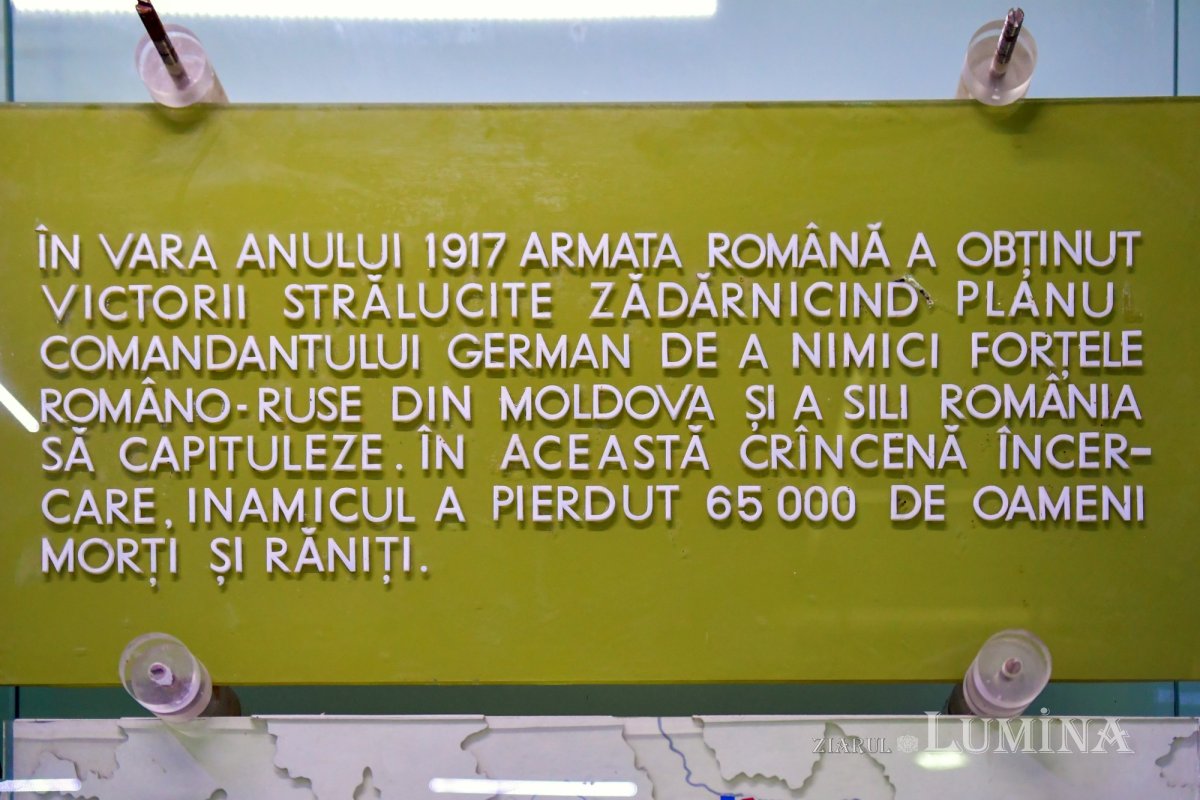 ÎN VARA ANULUI 1917 ARMATA ROMÂNĂ A OBȚINUT
VICTORII STRĂLUCITE ZĂDĂRNICIND PLANU
COMANDANTULUI GERMAN DE A NIMICI FORȚELE
ROMÂNO-RUSE DIN MOLDOVA ȘI A SILI ROMÂNIA
SĂ CAPITULEZE. ÎN ACEASTĂ CRÎNCENĂ ÎNCER-
CARE, INAMICUL A PIERDUT 65 000 DE OAMENI
MORȚI ȘI RĂNIȚI.
ZIARUL LUMINA